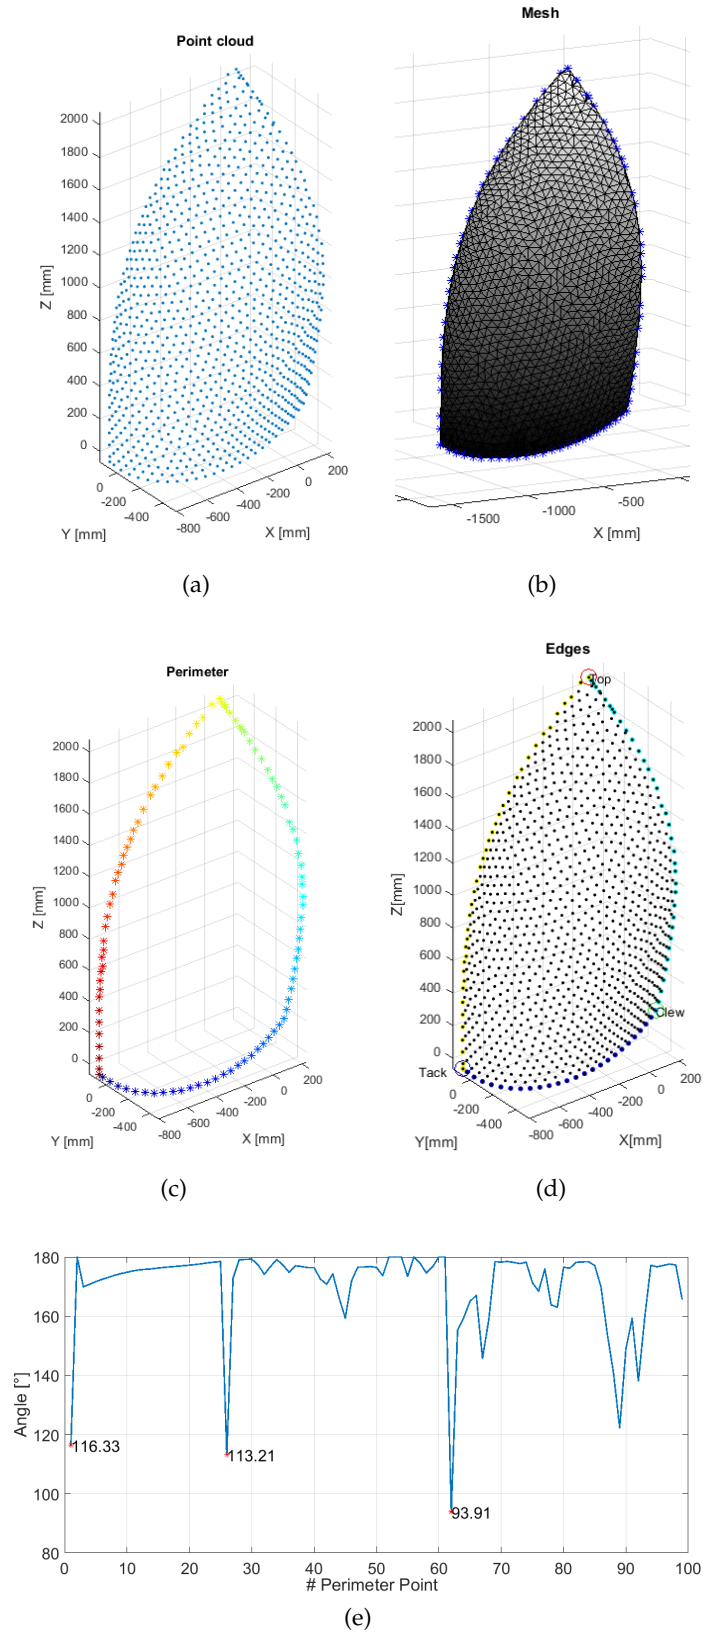 Point cloud
2000
1800
1600
1400
1200
1000
800
600
400
200
0
Z [mm]
0
-200
-400
Y [mm]
-800
-600
-400
-200
0
200
X [mm]
(a)
Mesh
-1500
-1000
-500
X [mm]
(b)
Perimeter
2000
1800
1600
1400
1200
1000
800
600
400
200
0
Z [mm]
0
-200
-400
Y [mm]
-800
-600
-400
-200
0
200
X [mm]
(c)
Edges
Top
2000
1800
1600
1400
1200
1000
800
600
400
200
0
Z[mm]
Clew
Tack
0
-200
-400
Y[mm]
-800
-600
-400
-200
0
200
X[mm]
(d)
180
160
140
120
100
80
Angle [°]
116.33
113.21
93.91
0 10 20 30 40 50 60 70 80 90 100
# Perimeter Point
(e)